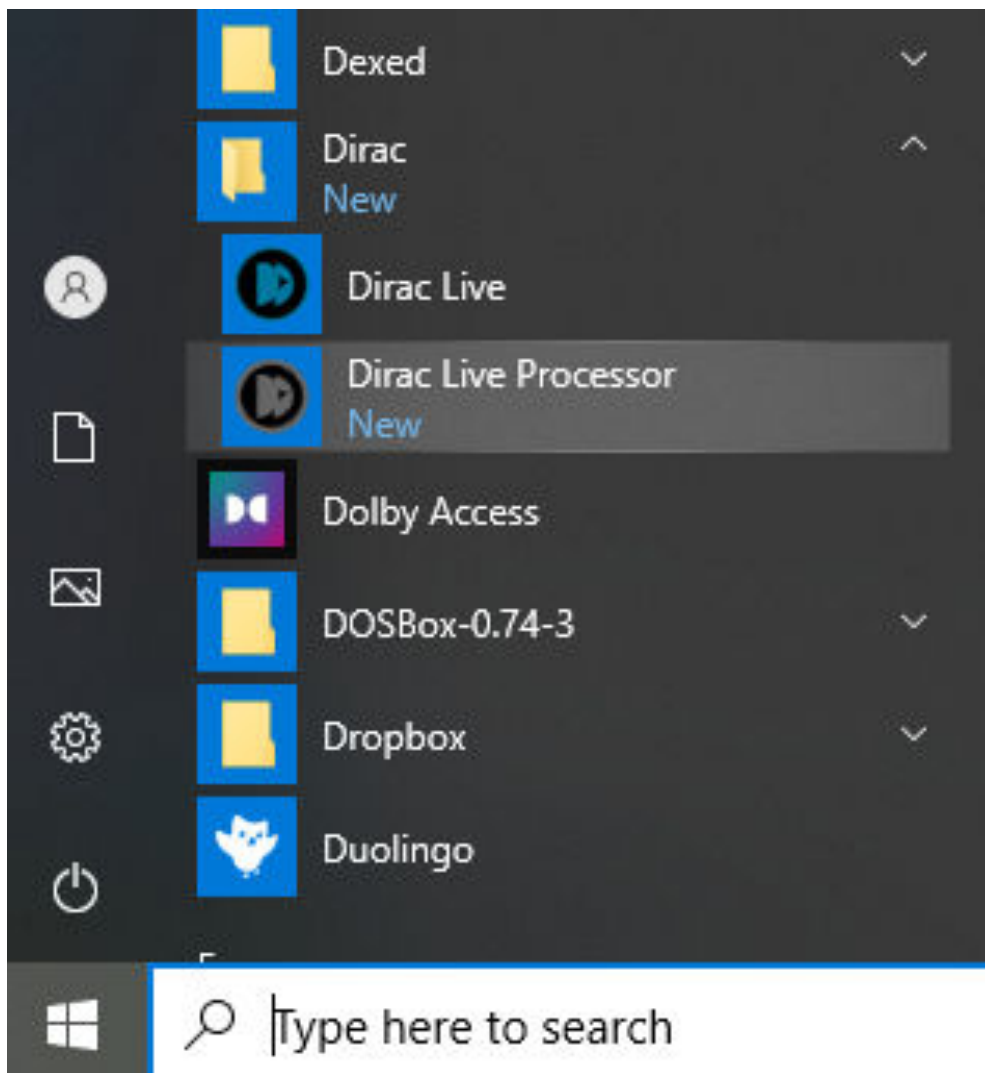 Dexed
Dirac
New
Dirac Live
Dirac Live Processor
New
Dolby Access
DOSBox-0.74-3
Dropbox
Duolingo
Type here to search